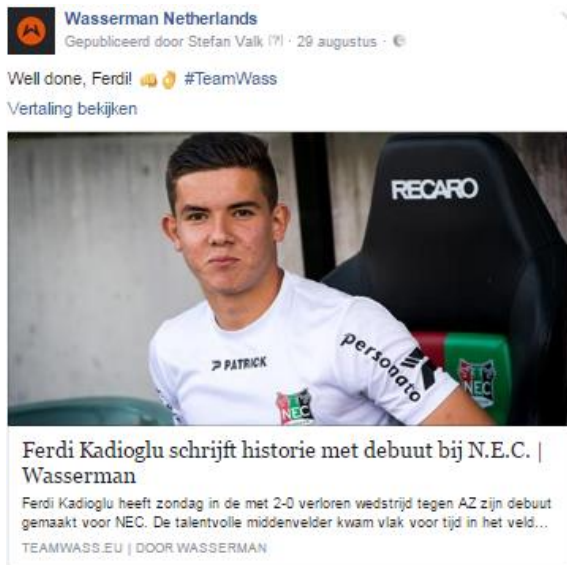 Wasserman Netherlands
Gepubliceerd door Stefan Valk [?] · 29 augustus ·
Well done, Ferdi! 👊👌 #TeamWass
Vertaling bekijken
RECARO
PATRICK
personato
NEC
NEC
Ferdi Kadioglu schrijft historie met debuut bij N.E.C. |
Wasserman
Ferdi Kadioglu heeft zondag in de met 2-0 verloren wedstrijd tegen AZ zijn debuut
gemaakt voor NEC. De talentvolle middenvelder kwam vlak voor tijd in het veld...
TEAMWASS.EU | DOOR WASSERMAN